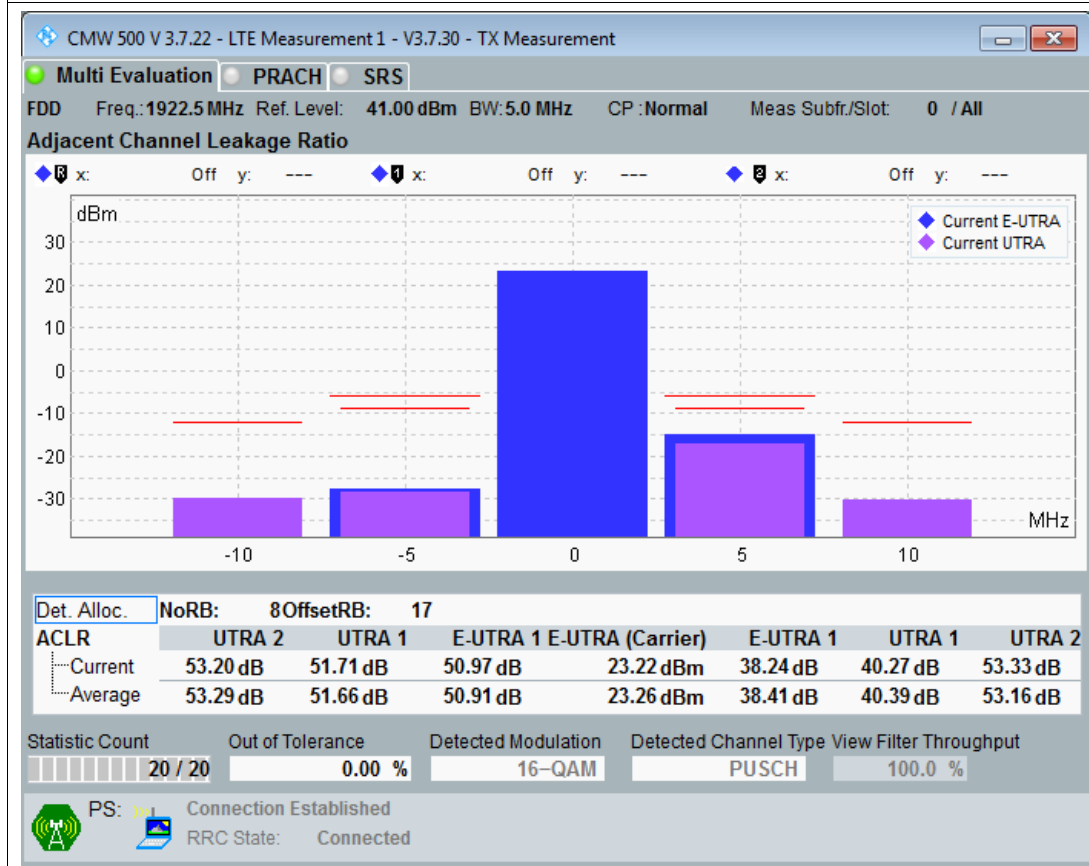 CMW 500 V 3.7.22 - LTE Measurement 1 - V3.7.30 - TX Measurement
Multi Evaluation PRACH SRS
FDD Freq.: 1922.5 MHz Ref. Level: 41.00 dBm BW: 5.0 MHz CP : Normal Meas Subfr./Slot: 0 / All
Adjacent Channel Leakage Ratio
R x: Off y: --- 1 x: Off y: --- 2 x: Off y: ---
dBm
Current E-UTRA
Current UTRA
30
20
10
0
-10
-20
-30
MHz
-10 -5 0 5 10
Det. Alloc. NoRB: 8 OffsetRB: 17
ACLR UTRA 2 UTRA 1 E-UTRA 1 E-UTRA (Carrier) E-UTRA 1 UTRA 1 UTRA 2
Current 53.20 dB 51.71 dB 50.97 dB 23.22 dBm 38.24 dB 40.27 dB 53.33 dB
Average 53.29 dB 51.66 dB 50.91 dB 23.26 dBm 38.41 dB 40.39 dB 53.16 dB
Statistic Count Out of Tolerance Detected Modulation Detected Channel Type View Filter Throughput
20 / 20 0.00 % 16-QAM PUSCH 100.0 %
PS: Connection Established
RRC State: Connected